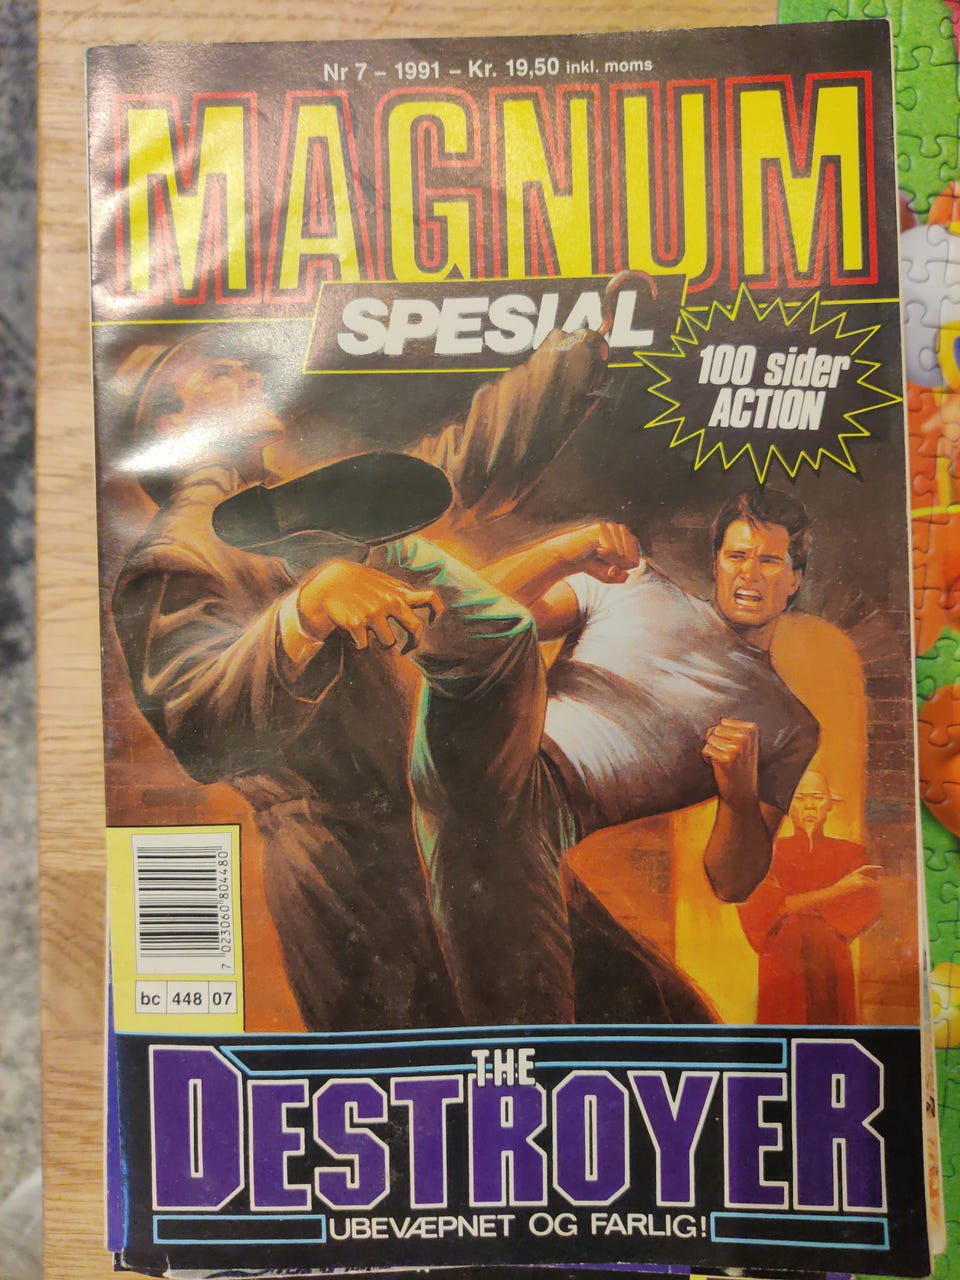 Nr 7 – 1991 – Kr. 19,50 inkl. moms
MAGNUM
SPESIAL
100 sider
ACTION
7 023060 804480
bc 448 07
THE
DESTROYER
UBEVÆPNET OG FARLIG!